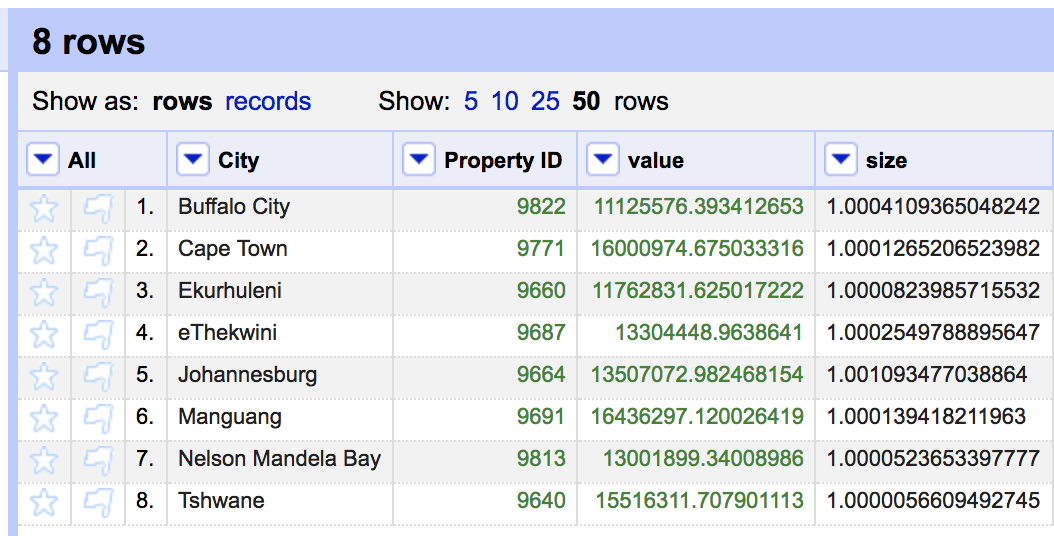 8 rows
Show as: rows records Show: 5 10 25 50 rows
All City Property ID value size
1. Buffalo City 9822 11125576.393412653 1.0004109365048242
2. Cape Town 9771 16000974.675033316 1.0001265206523982
3. Ekurhuleni 9660 11762831.625017222 1.0000823985715532
4. eThekwini 9687 13304448.9638641 1.0002549788895647
5. Johannesburg 9664 13507072.982468154 1.001093477038864
6. Manguang 9691 16436297.120026419 1.000139418211963
7. Nelson Mandela Bay 9813 13001899.34008986 1.0000523653397777
8. Tshwane 9640 15516311.707901113 1.0000056609492745